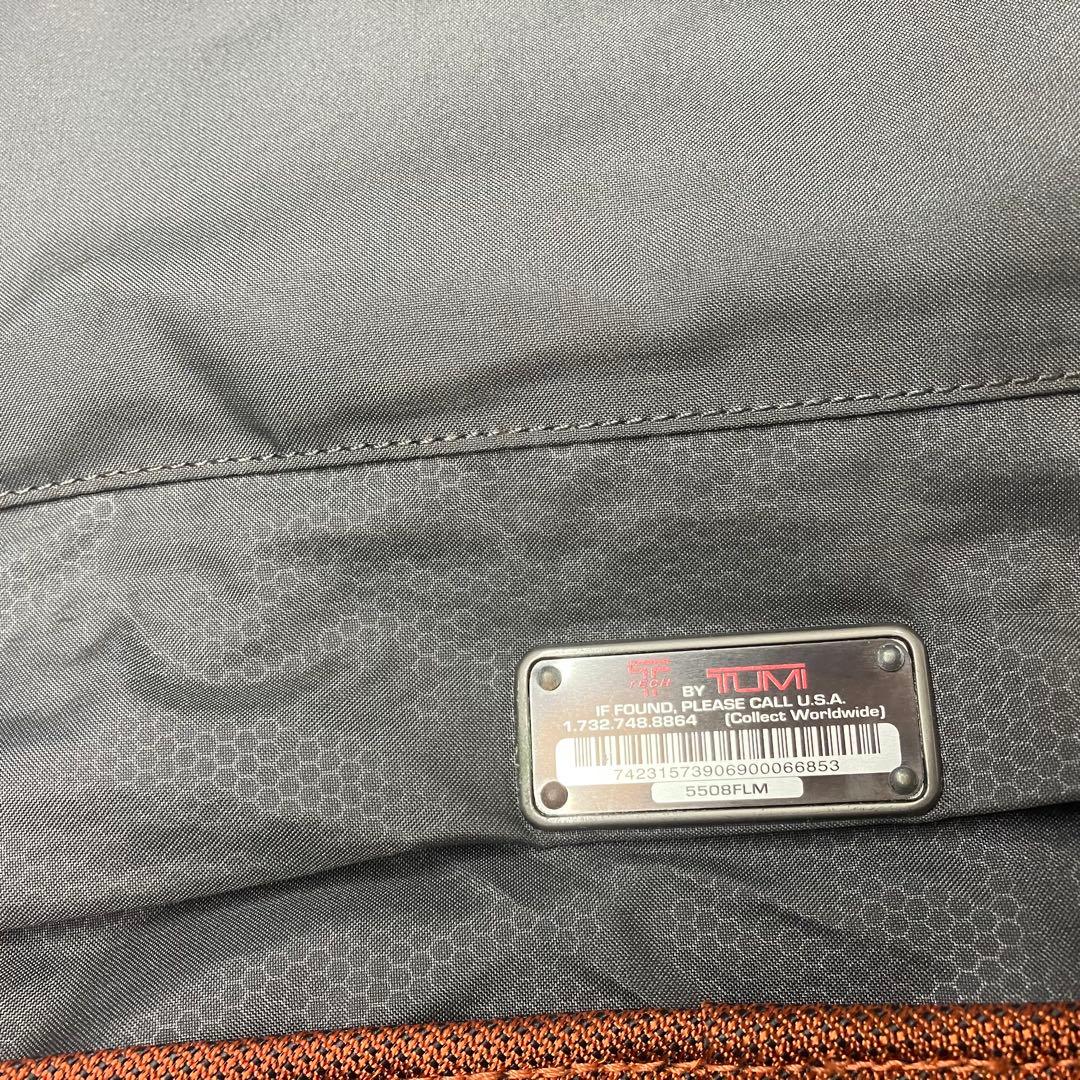 T TECH BY TUMI
IF FOUND, PLEASE CALL U.S.A.
1.732.748.8864 (Collect Worldwide)
74231573906900066853
5508FLM